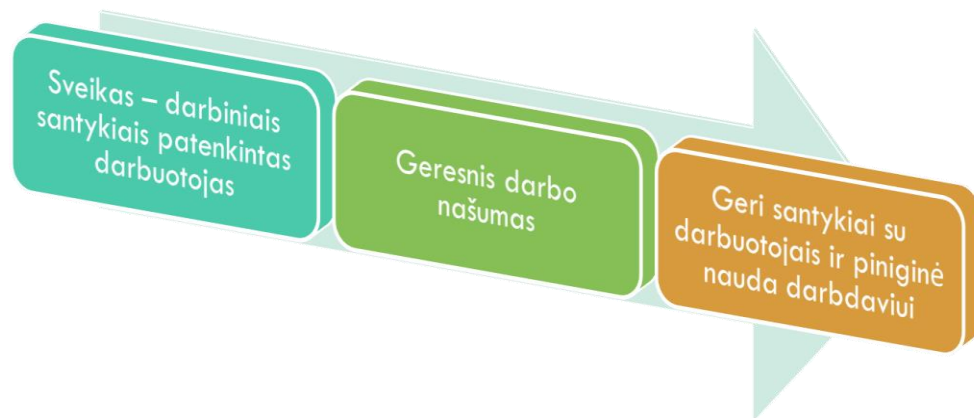 Sveikas – darbiniais
santykiais patenkintas
darbuotojas
Geresnis darbo
našumas
Geri santykiai su
darbuotojais ir piniginė
nauda darbdaviui